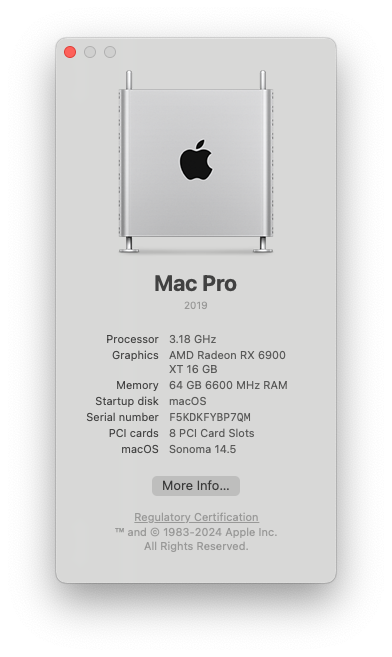 Mac Pro
2019
Processor 3.18 GHz
Graphics AMD Radeon RX 6900
XT 16 GB
Memory 64 GB 6600 MHz RAM
Startup disk macOS
Serial number F5KDKFYBP7QM
PCI cards 8 PCI Card Slots
macOS Sonoma 14.5
More Info...
Regulatory Certification
™ and © 1983-2024 Apple Inc.
All Rights Reserved.